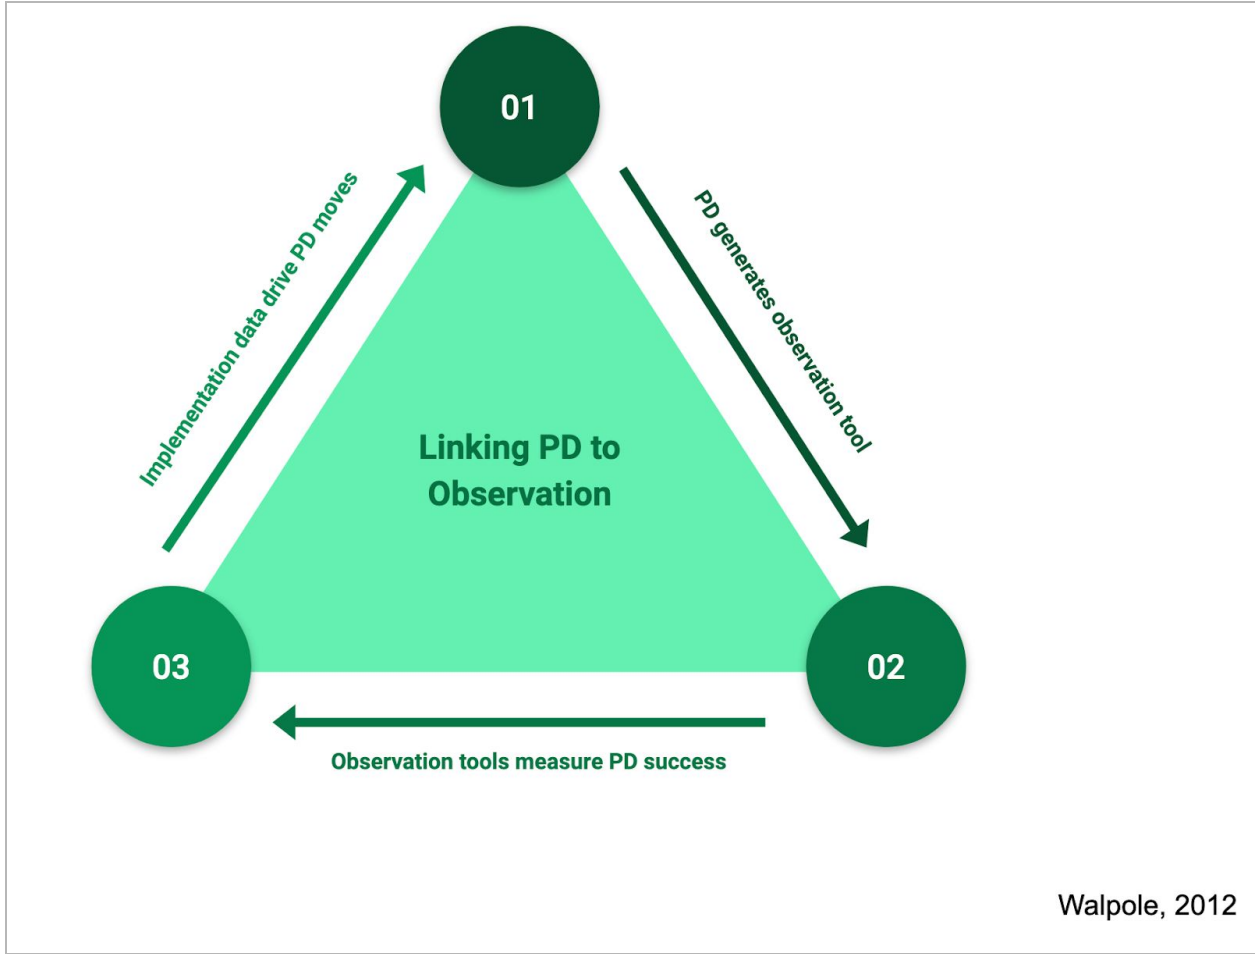 01
Implementation data drive PD moves
PD generates observation tool
Linking PD to
Observation
03
02
Observation tools measure PD success
Walpole, 2012